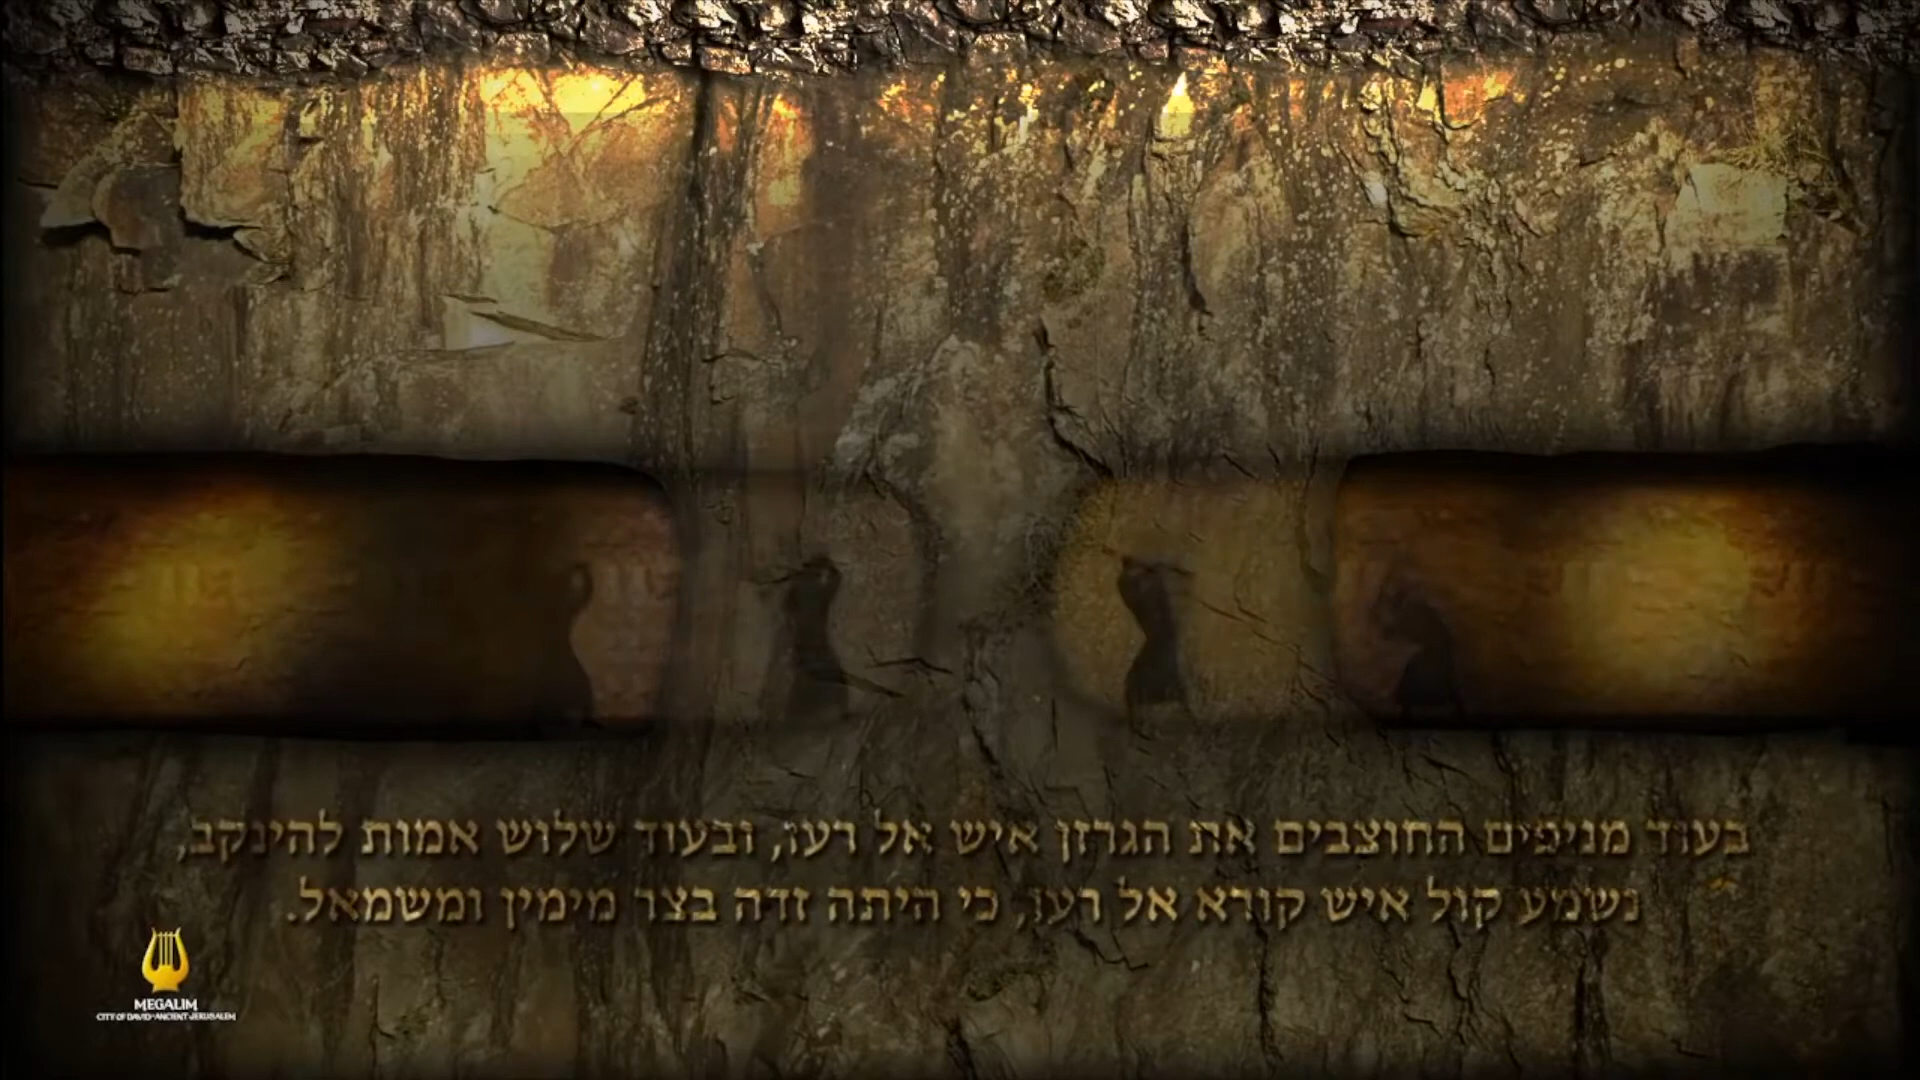 בעוד מניפים החוצבים את הגרזן איש אל רעו, ובעוד שלוש אמות להינקב,
נשמע קול איש קורא אל רעו, כי היתה זדה בצר מימין ומשמאל.
MEGALIM
CITY OF DAVID-ANCIENT JERUSALEM